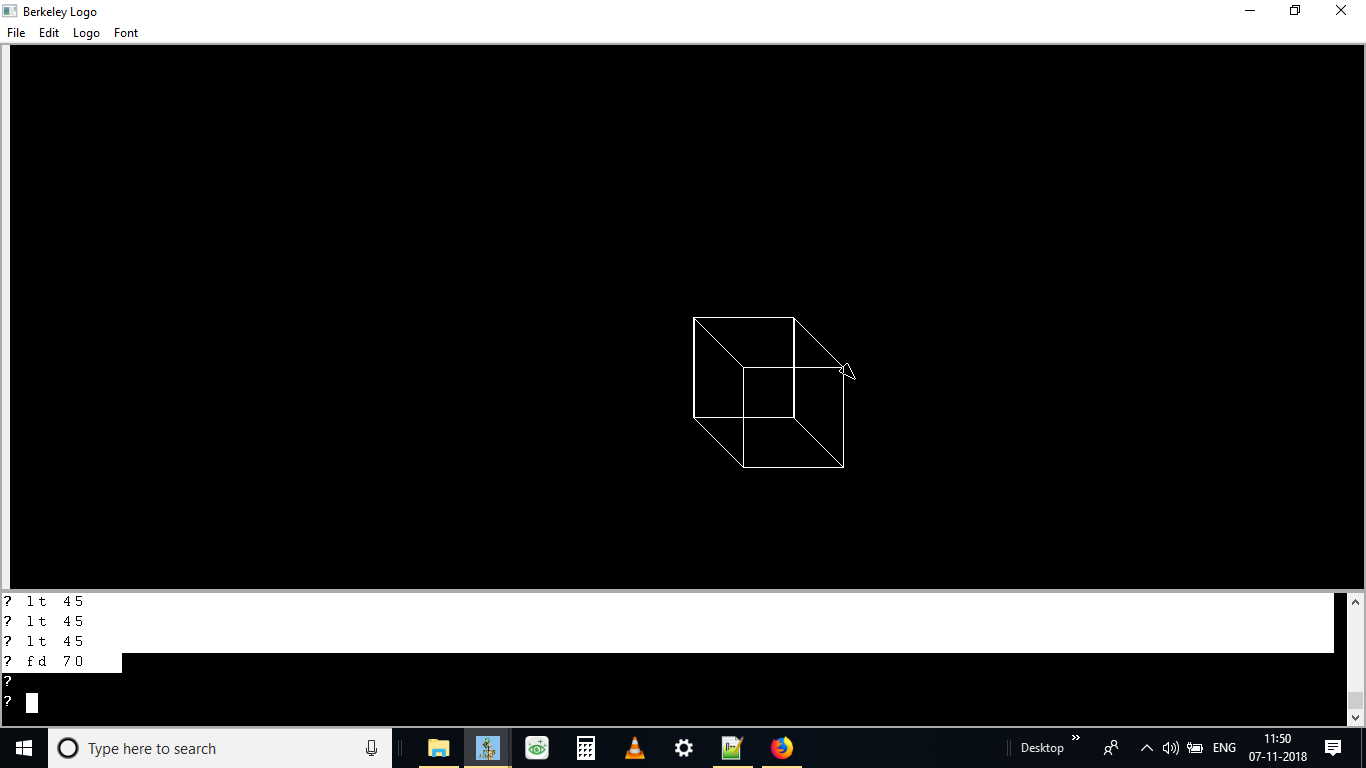 Berkeley Logo
File Edit Logo Font
? lt 45
? lt 45
? lt 45
? fd 70
?
?
Type here to search
Desktop » ENG
11:50
07-11-2018